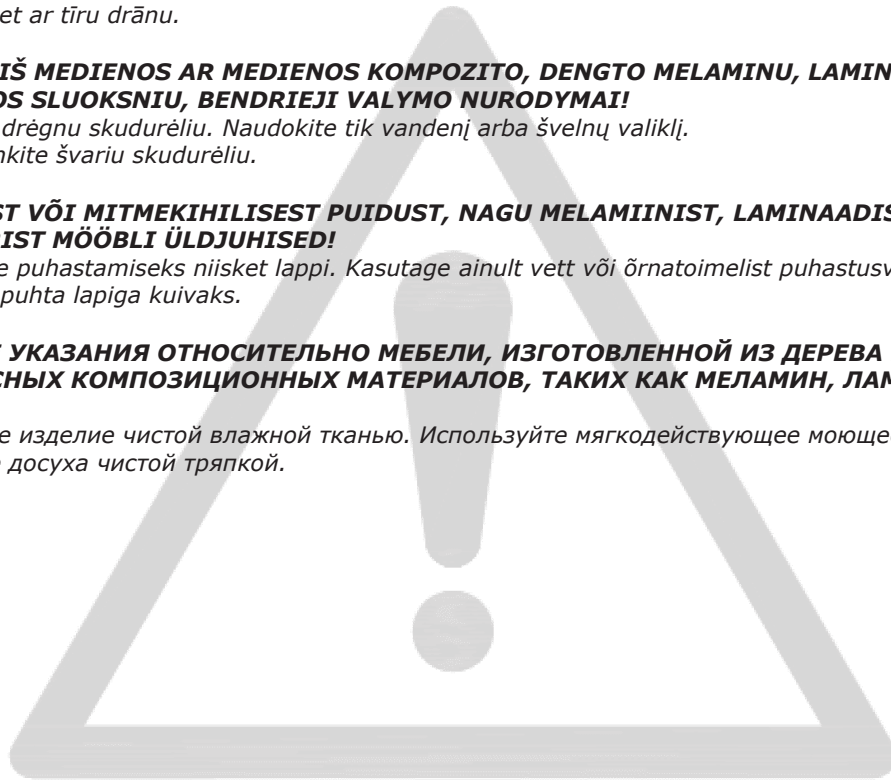 et ar tīru drānu.
IŠ MEDIENOS AR MEDIENOS KOMPOZITO, DENGTO MELAMINU, LAMIN
OS SLUOKSNIU, BENDRIEJI VALYMO NURODYMAI!
drėgnu skudurėliu. Naudokite tik vandenį arba švelnų valiklį.
nkite švariu skudurėliu.
ST VÕI MITMEKIHILISEST PUIDUST, NAGU MELAMIINIST, LAMINAADIS
IST MÖÖBLI ÜLDJUHISED!
e puhastamiseks niisket lappi. Kasutage ainult vett või õrnatoimelist puhastusv
puhta lapiga kuivaks.
УКАЗАНИЯ ОТНОСИТЕЛЬНО МЕБЕЛИ, ИЗГОТОВЛЕННОЙ ИЗ ДЕРЕВА
СНЫХ КОМПОЗИЦИОННЫХ МАТЕРИАЛОВ, ТАКИХ КАК МЕЛАМИН, ЛАМ
е изделие чистой влажной тканью. Используйте мягкодействующее моюще
досуха чистой тряпкой.